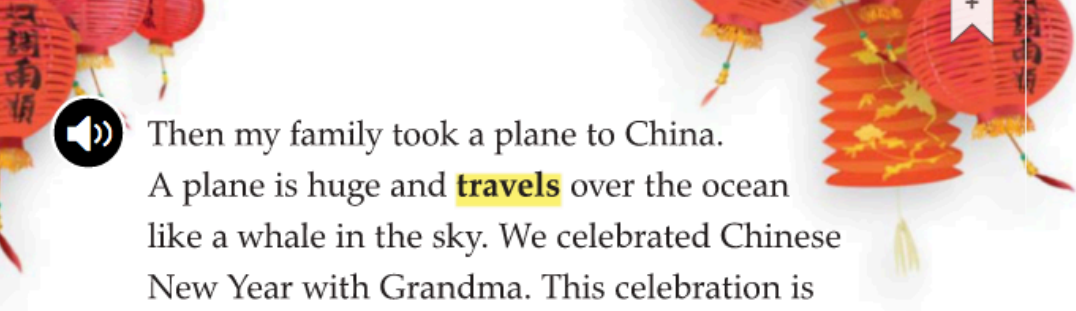 Then my family took a plane to China.
A plane is huge and travels over the ocean
like a whale in the sky. We celebrated Chinese
New Year with Grandma. This celebration is